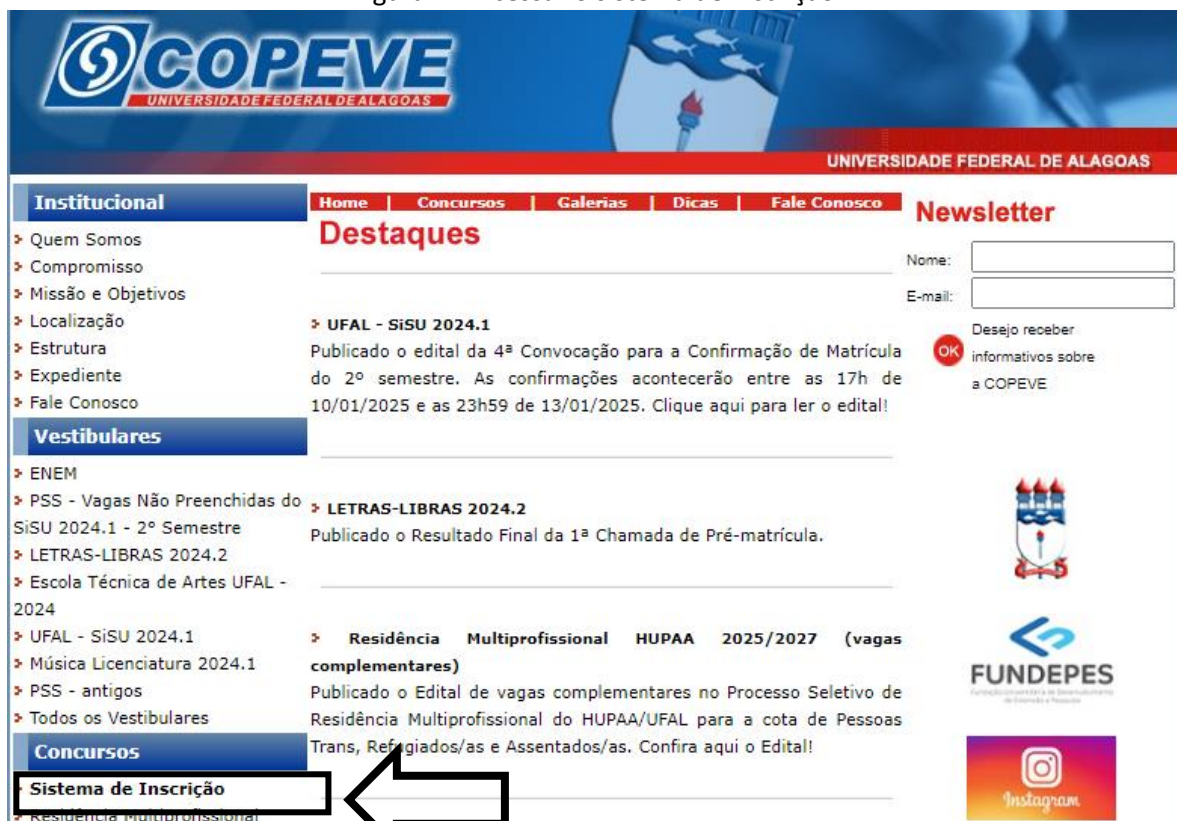 COPEVE
UNIVERSIDADE FEDERAL DE ALAGOAS
UNIVERSIDADE FEDERAL DE ALAGOAS
Institucional
Quem Somos
Compromisso
Missão e Objetivos
Localização
Estrutura
Expediente
Fale Conosco
Vestibulares
ENEM
PSS - Vagas Não Preenchidas do
SiSU 2024.1 - 2º Semestre
LETRAS-LIBRAS 2024.2
Escola Técnica de Artes UFAL -
2024
UFAL - SiSU 2024.1
Música Licenciatura 2024.1
PSS - antigos
Todos os Vestibulares
Concursos
Sistema de Inscrição
Residência Multiprofissional
Home | Concursos | Galerias | Dicas | Fale Conosco
Destaques
UFAL - SiSU 2024.1
Publicado o edital da 4ª Convocação para a Confirmação de Matrícula
do 2º semestre. As confirmações acontecerão entre as 17h de
10/01/2025 e as 23h59 de 13/01/2025. Clique aqui para ler o edital!
LETRAS-LIBRAS 2024.2
Publicado o Resultado Final da 1ª Chamada de Pré-matrícula.
Residência Multiprofissional HUPAA 2025/2027 (vagas
complementares)
Publicado o Edital de vagas complementares no Processo Seletivo de
Residência Multiprofissional do HUPAA/UFAL para a cota de Pessoas
Trans, Refugiados/as e Assentados/as. Confira aqui o Edital!
Newsletter
Nome:
E-mail:
OK
Desejo receber
informativos sobre
a COPEVE
FUNDEPES
Instagram